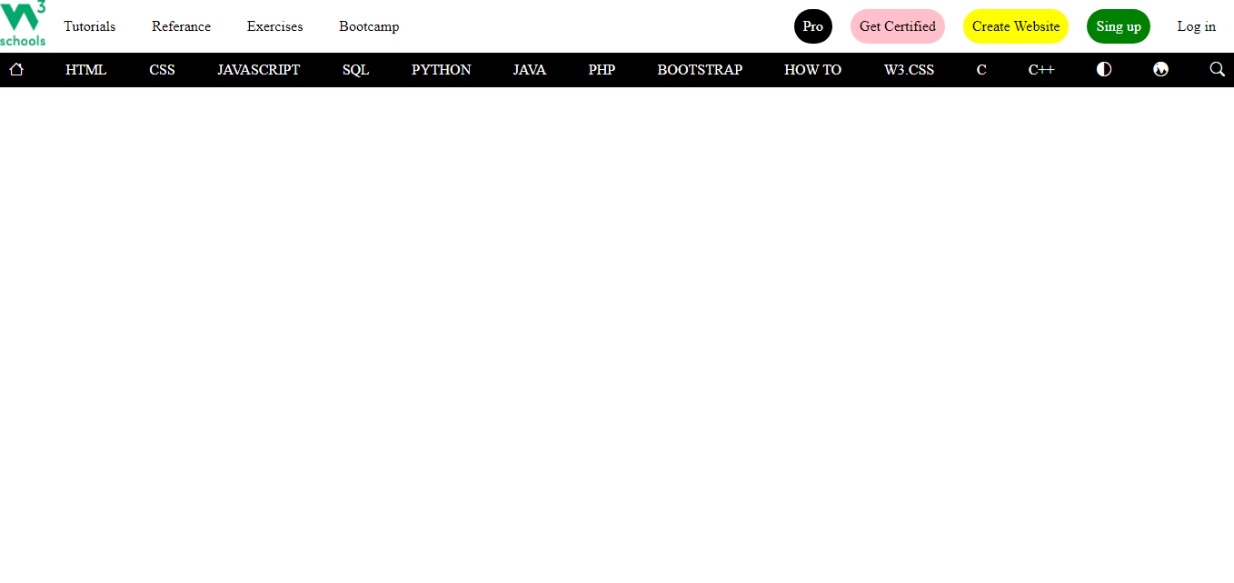 W3 schools Tutorials Referance Exercises Bootcamp Pro Get Certified Create Website Sing up Log in
HTML CSS JAVASCRIPT SQL PYTHON JAVA PHP BOOTSTRAP HOW TO W3.CSS C C++